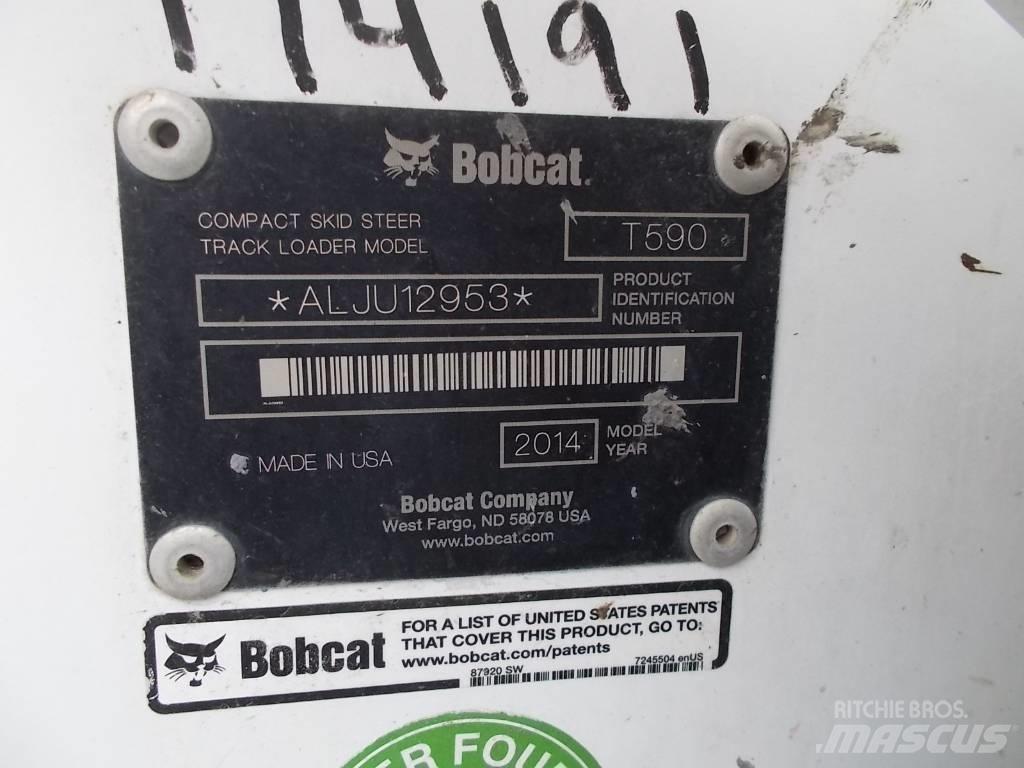 114191
Bobcat.
COMPACT SKID STEER
TRACK LOADER MODEL
T590
*ALJU12953*
PRODUCT
IDENTIFICATION
NUMBER
2014
MODEL
YEAR
MADE IN USA
Bobcat Company
West Fargo, ND 58078 USA
www.bobcat.com
Bobcat
FOR A LIST OF UNITED STATES PATENTS
THAT COVER THIS PRODUCT, GO TO:
www.bobcat.com/patents
87920 SW
7245504 enUS
RITCHIE BROS.
MASCUS